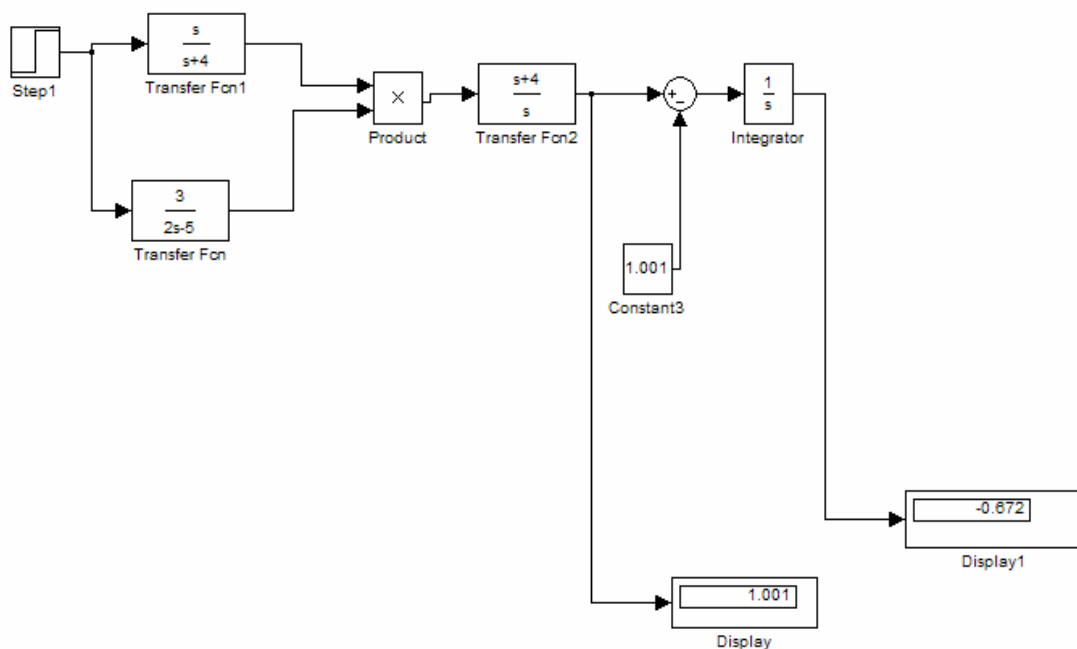 s
s+4
Step1
Transfer Fcn1
×
Product
s+4
s
Transfer Fcn2
+
−
1
s
Integrator
3
2s-5
Transfer Fcn
1.001
Constant3
-0.672
Display1
1.001
Display